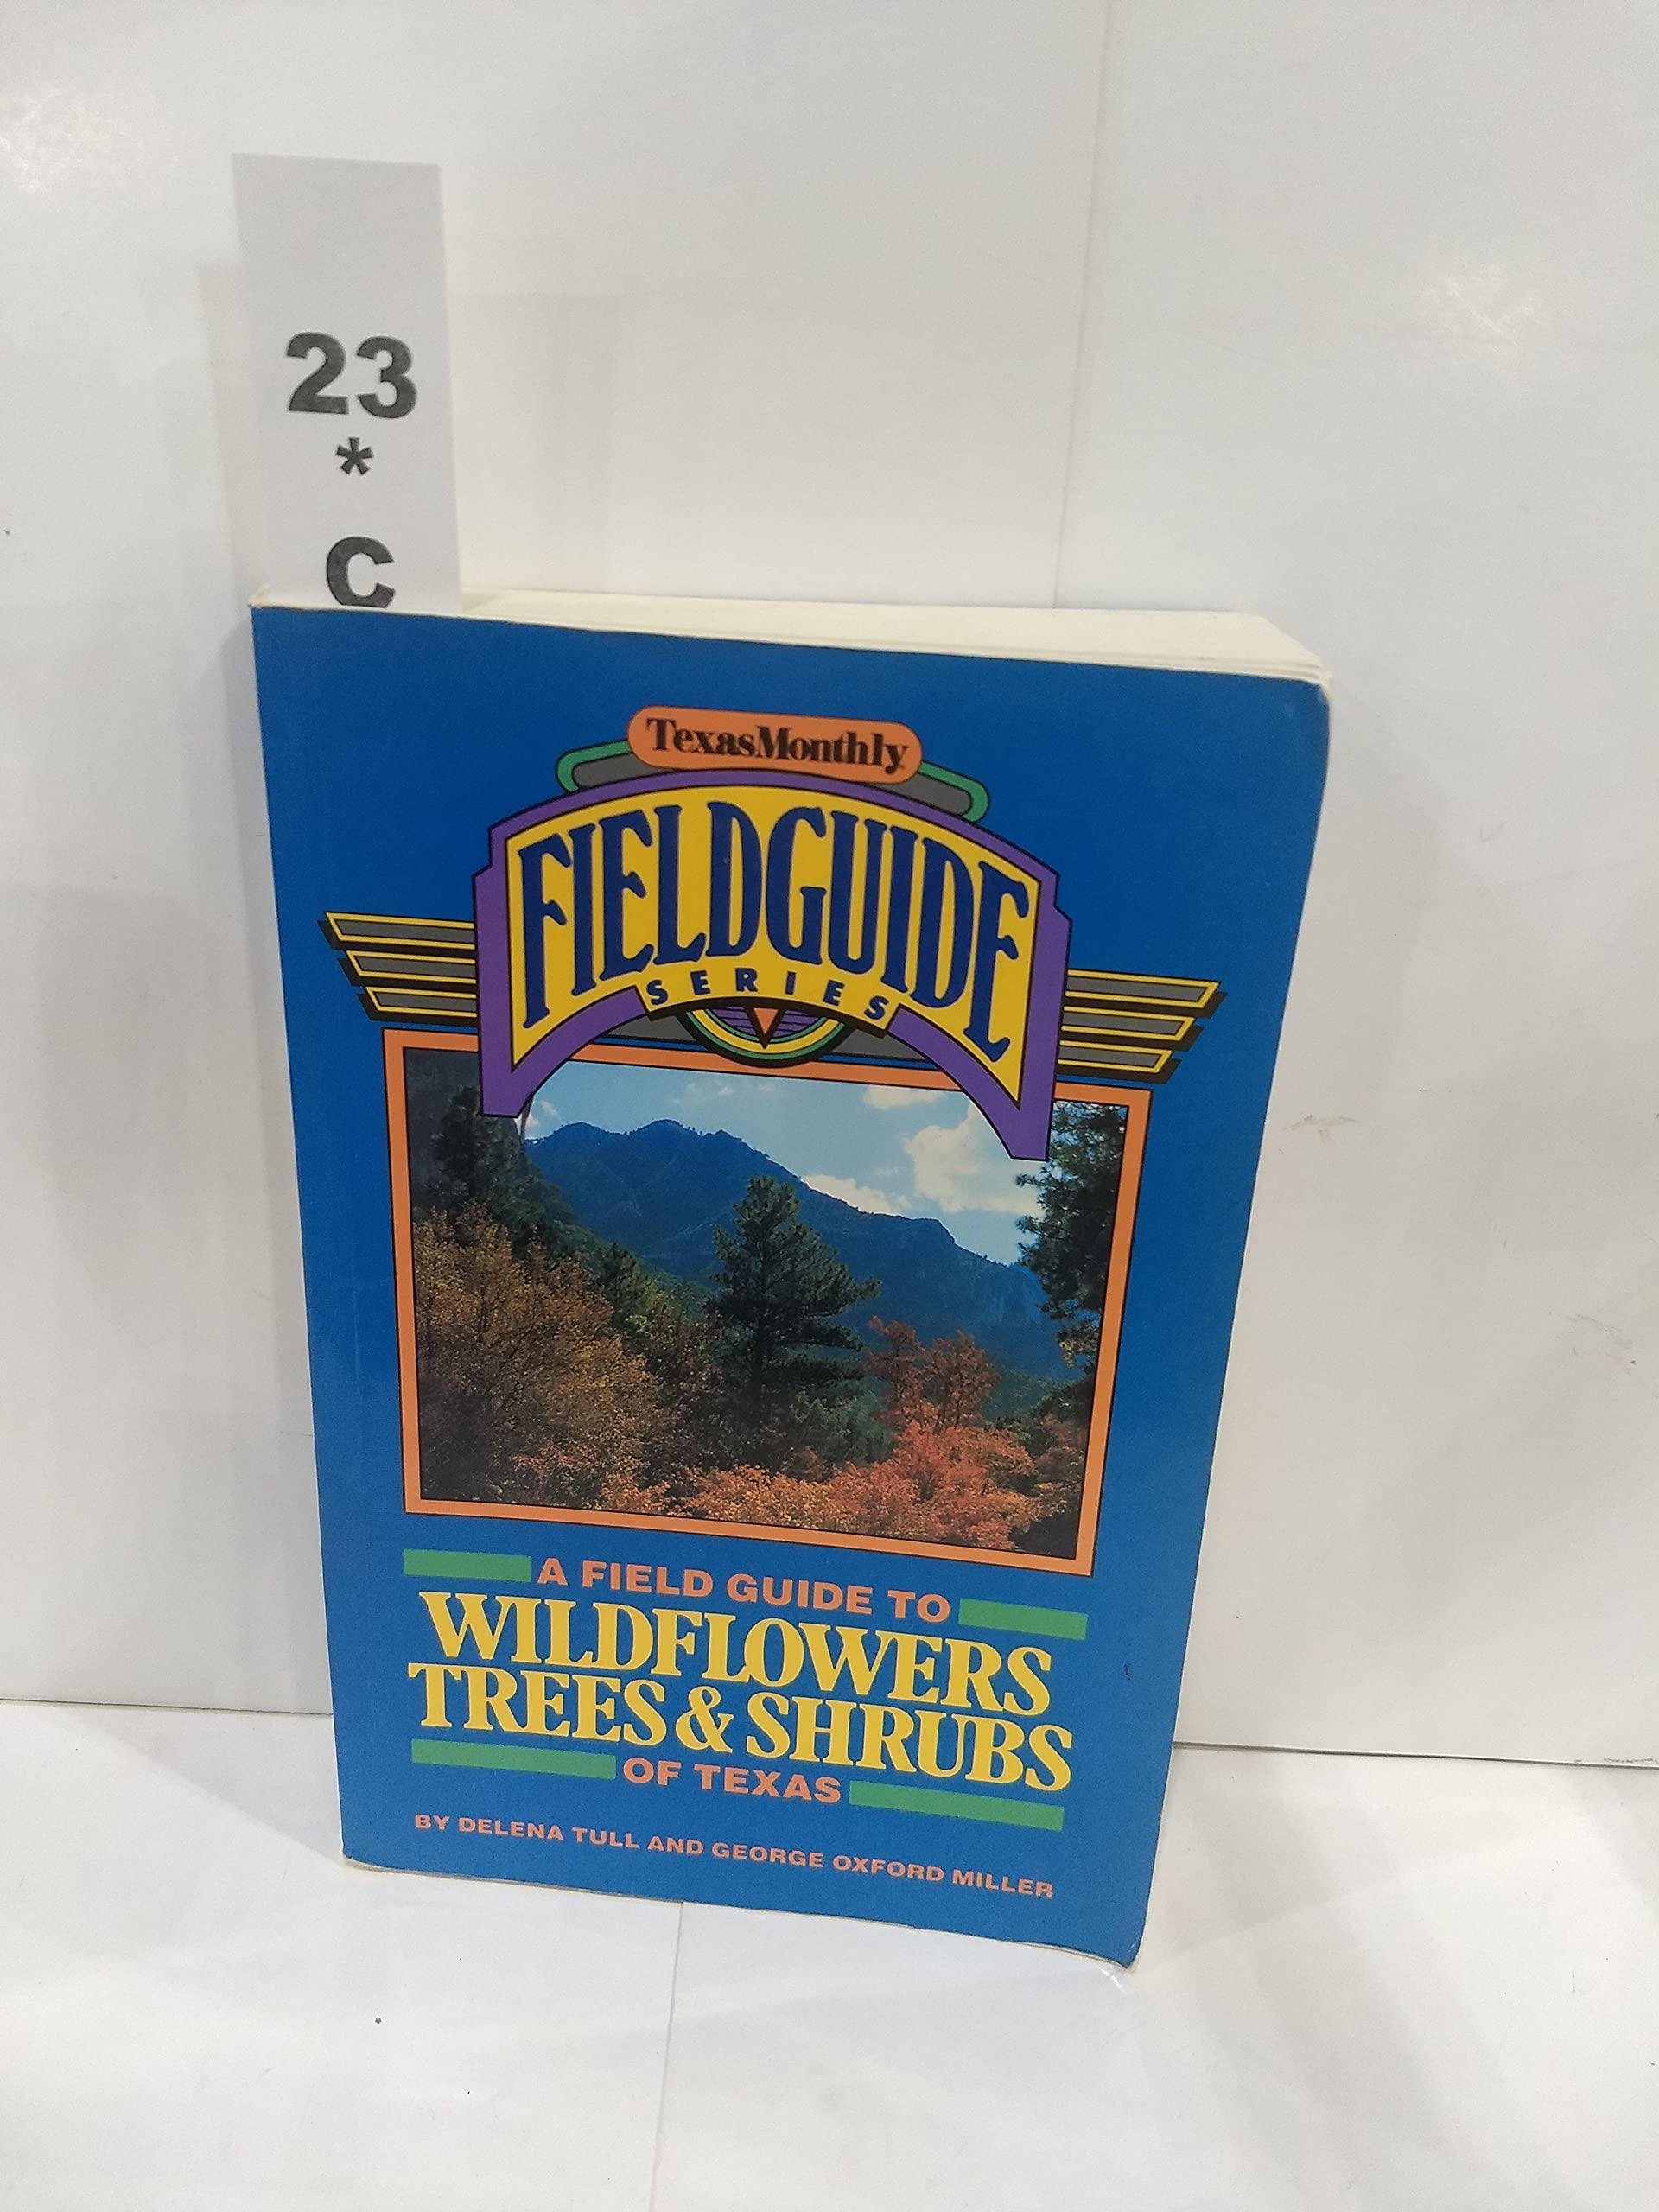 23
*
C
TexasMonthly
FIELDGUIDE
SERIES
A FIELD GUIDE TO
WILDFLOWERS
TREES & SHRUBS
OF TEXAS
BY DELENA TULL AND GEORGE OXFORD MILLER